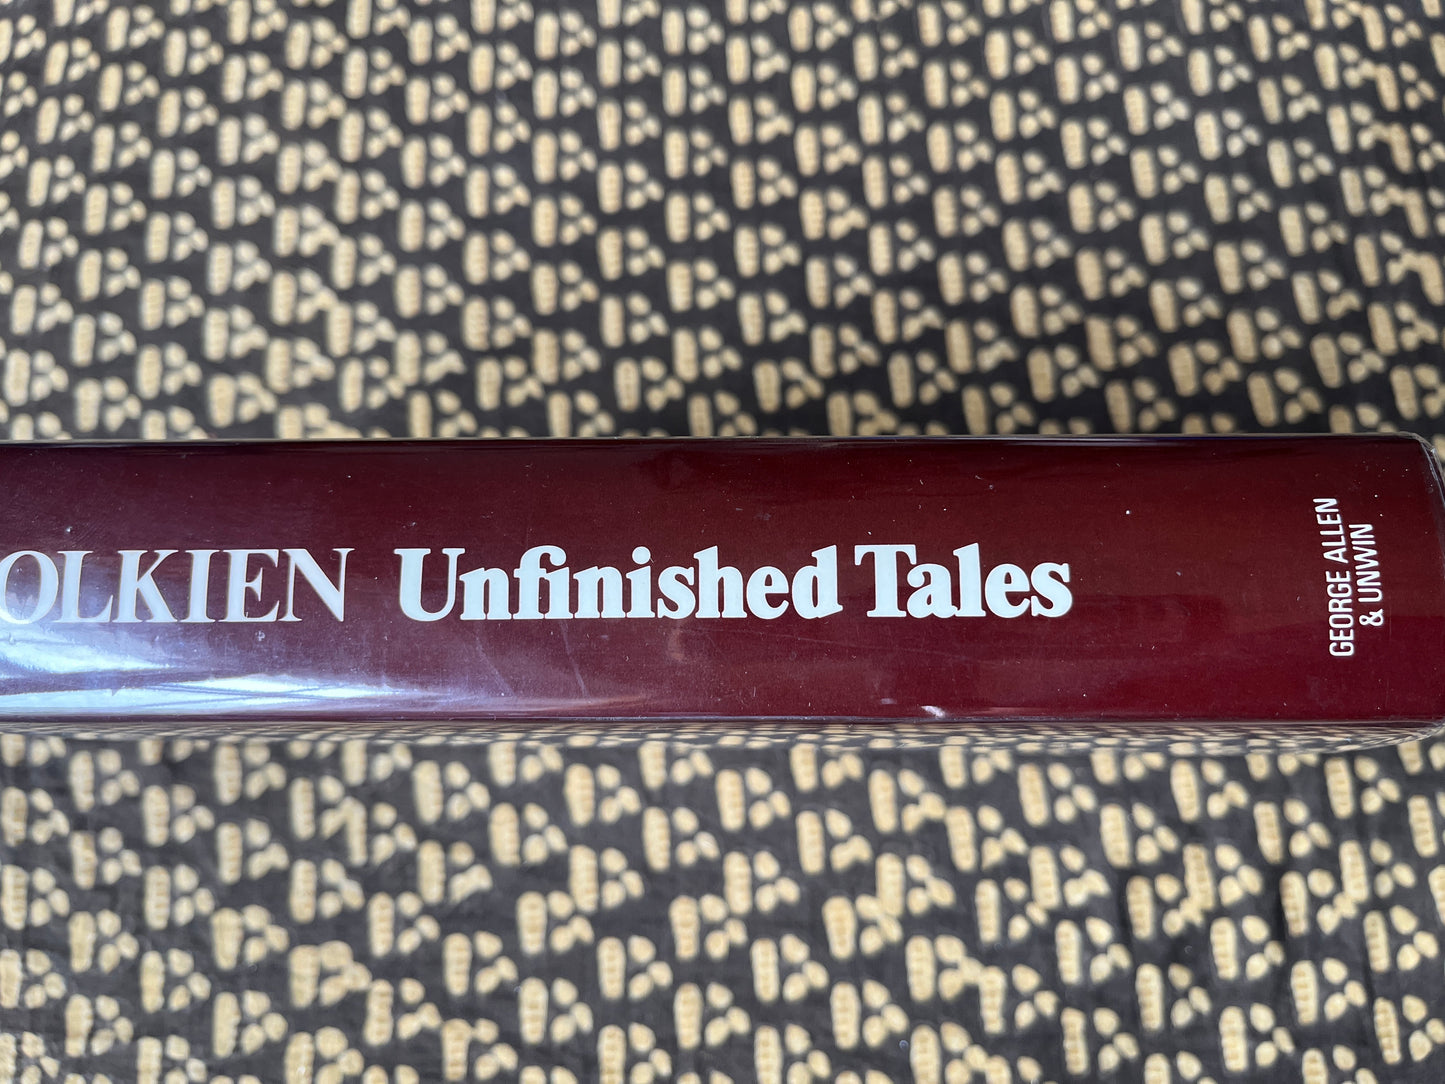 OLKIEN Unfinished Tales
GEORGE ALLEN
& UNWIN